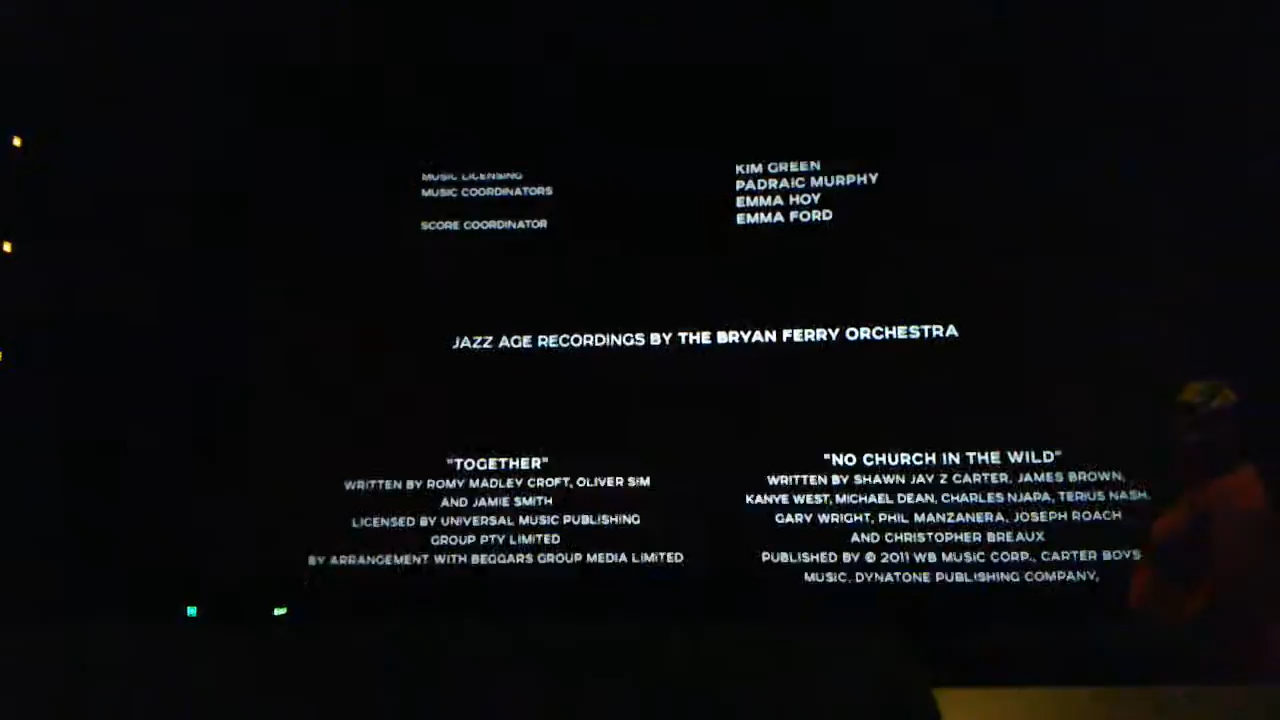 MUSIC LICENSING
MUSIC COORDINATORS
SCORE COORDINATOR
KIM GREEN
PADRAIC MURPHY
EMMA HOY
EMMA FORD
JAZZ AGE RECORDINGS BY THE BRYAN FERRY ORCHESTRA
"TOGETHER"
WRITTEN BY ROMY MADLEY CROFT, OLIVER SIM
AND JAMIE SMITH
LICENSED BY UNIVERSAL MUSIC PUBLISHING
GROUP PTY LIMITED
BY ARRANGEMENT WITH BEGGARS GROUP MEDIA LIMITED
"NO CHURCH IN THE WILD"
WRITTEN BY SHAWN JAY Z CARTER, JAMES BROWN,
KANYE WEST, MICHAEL DEAN, CHARLES NJAPA, TERIUS NASH,
GARY WRIGHT, PHIL MANZANERA, JOSEPH ROACH
AND CHRISTOPHER BREAUX
PUBLISHED BY © 2011 WB MUSIC CORP., CARTER BOYS
MUSIC, DYNATONE PUBLISHING COMPANY,